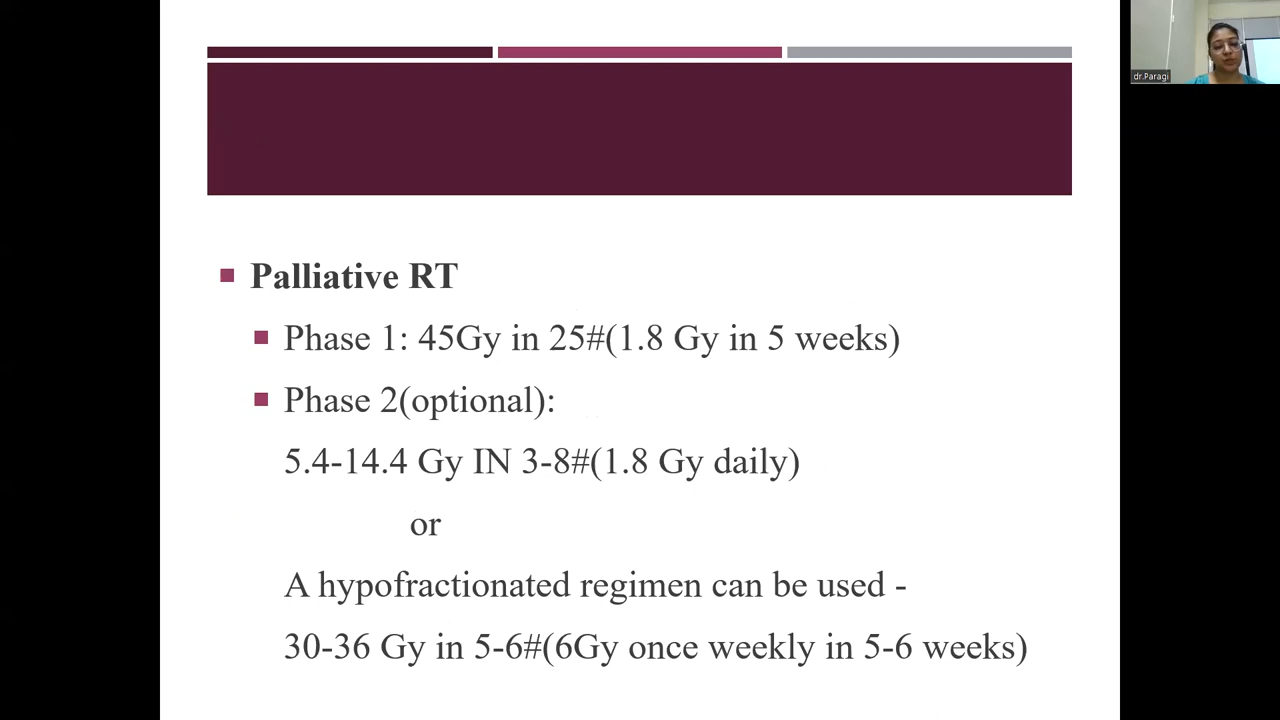 dr.Paragi
Palliative RT
Phase 1: 45Gy in 25#(1.8 Gy in 5 weeks)
Phase 2(optional):
5.4-14.4 Gy IN 3-8#(1.8 Gy daily)
or
A hypofractionated regimen can be used -
30-36 Gy in 5-6#(6Gy once weekly in 5-6 weeks)